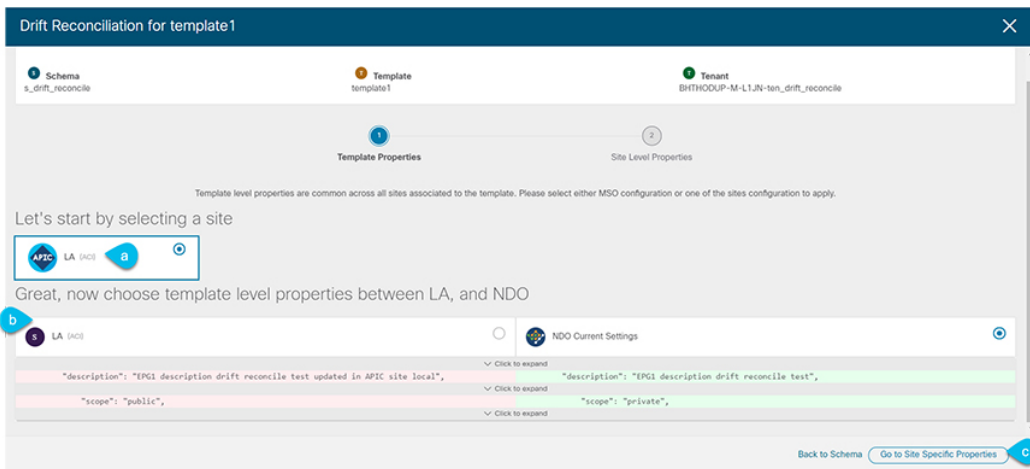 Drift Reconciliation for template1
S Schema
s_drift_reconcile
T Template
template1
T Tenant
BHTHODUP-M-L1JN-ten_drift_reconcile
1
2
Template Properties
Site Level Properties
Template level properties are common across all sites associated to the template. Please select either MSO configuration or one of the sites configuration to apply.
Let's start by selecting a site
APIC LA (ACI) a
Great, now choose template level properties between LA, and NDO
b
S LA (ACI)
NDO Current Settings
Click to expand
"description": "EPG1 description drift reconcile test updated in APIC site local",
"description": "EPG1 description drift reconcile test",
Click to expand
"scope": "public",
"scope": "private",
Click to expand
Back to Schema
Go to Site Specific Properties
c